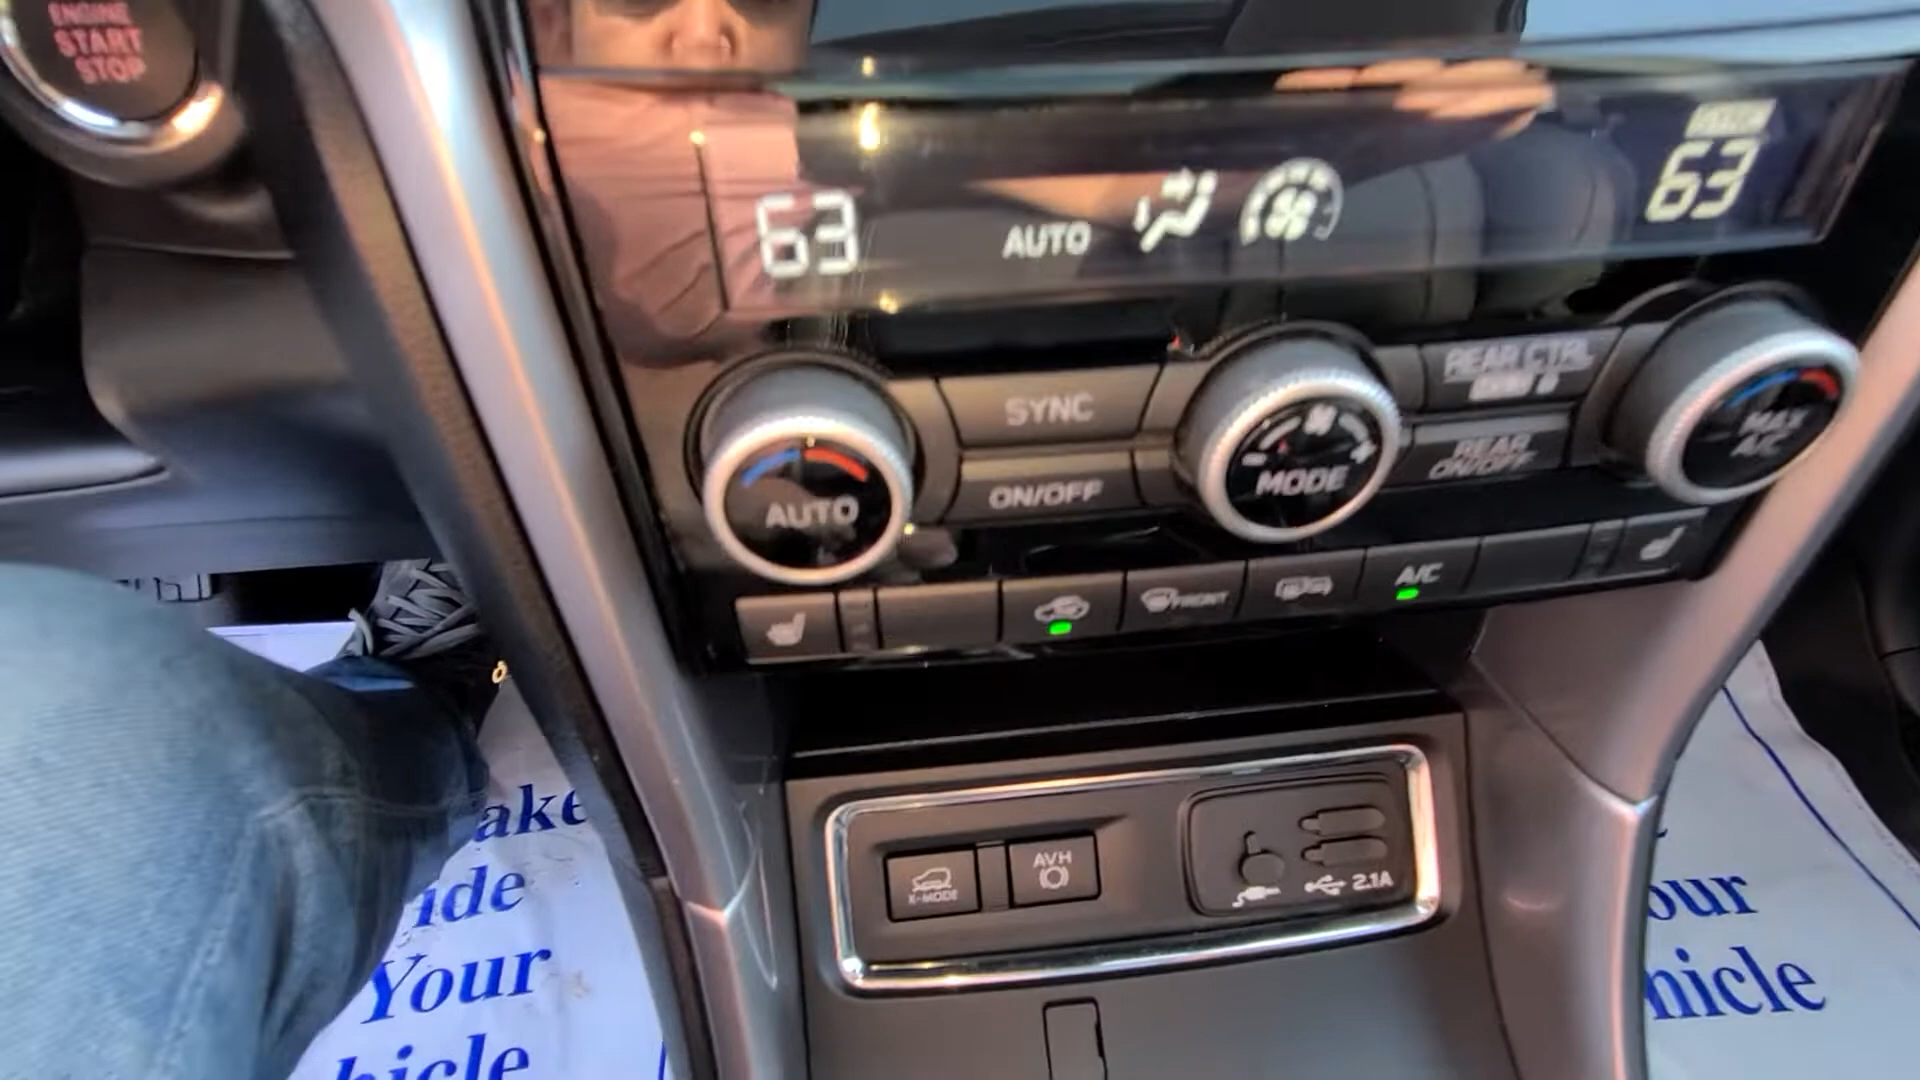 ENGINE
START
STOP
63
AUTO
63
SYNC
REAR CTRL
ON/OFF
REAR
ON/OFF
AUTO
MODE
MAX
A/C
FRONT
A/C
X-MODE
AVH
2.1A
ake
ide
Your
hicle
our
hicle